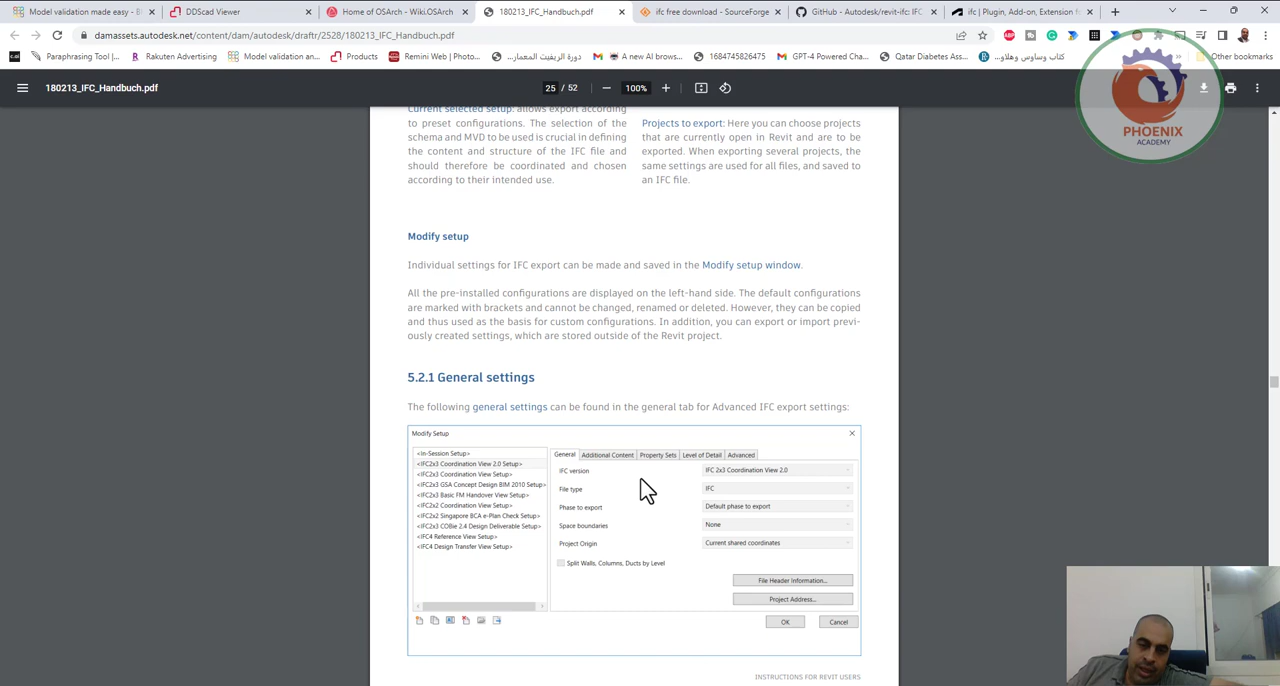 Model validation made easy - B
DDScad Viewer
Home of OSArch - Wiki.OSArch
180213_IFC_Handbuch.pdf
ifc free download - SourceForge
GitHub - Autodesk/revit-ifc: IFC
ifc | Plugin, Add-on, Extension f
damassets.autodesk.net/content/dam/autodesk/draftr/2528/180213_IFC_Handbuch.pdf
Paraphrasing Tool |...
Rakuten Advertising
Model validation an...
Products
Remini Web | Photo...
دورة الريفيت المعمار...
A new AI brows...
1684745826475
GPT-4 Powered Cha...
Qatar Diabetes Asso...
كتاب وسناوس وهلاو...
Other bookmarks
180213_IFC_Handbuch.pdf
25 / 52
100%
PHOENIX
ACADEMY
Current selected setup: allows export according
to preset configurations. The selection of the
schema and MVD to be used is crucial in defining
the content and structure of the IFC file and
should therefore be coordinated and chosen
according to their intended use.
Projects to export: Here you can choose projects
that are currently open in Revit and are to be
exported. When exporting several projects, the
same settings are used for all files, and saved to
an IFC file.
Modify setup
Individual settings for IFC export can be made and saved in the Modify setup window.
All the pre-installed configurations are displayed on the left-hand side. The default configurations
are marked with brackets and cannot be changed, renamed or deleted. However, they can be copied
and thus used as the basis for custom configurations. In addition, you can export or import previ-
ously created settings, which are stored outside of the Revit project.
5.2.1 General settings
The following general settings can be found in the general tab for Advanced IFC export settings:
Modify Setup
<In-Session Setup>
<IFC2x3 Coordination View 2.0 Setup>
<IFC2x3 Coordination View Setup>
<IFC2x3 GSA Concept Design BIM 2010 Setup>
<IFC2x3 Basic FM Handover View Setup>
<IFC2x2 Coordination View Setup>
<IFC2x2 Singapore BCA e-Plan Check Setup>
<IFC2x3 COBie 2.4 Design Deliverable Setup>
<IFC4 Reference View Setup>
<IFC4 Design Transfer View Setup>
General
Additional Content
Property Sets
Level of Detail
Advanced
IFC version
IFC 2x3 Coordination View 2.0
File type
IFC
Phase to export
Default phase to export
Space boundaries
None
Project Origin
Current shared coordinates
Split Walls, Columns, Ducts by Level
File Header Information...
Project Address...
OK
Cancel
INSTRUCTIONS FOR REVIT USERS